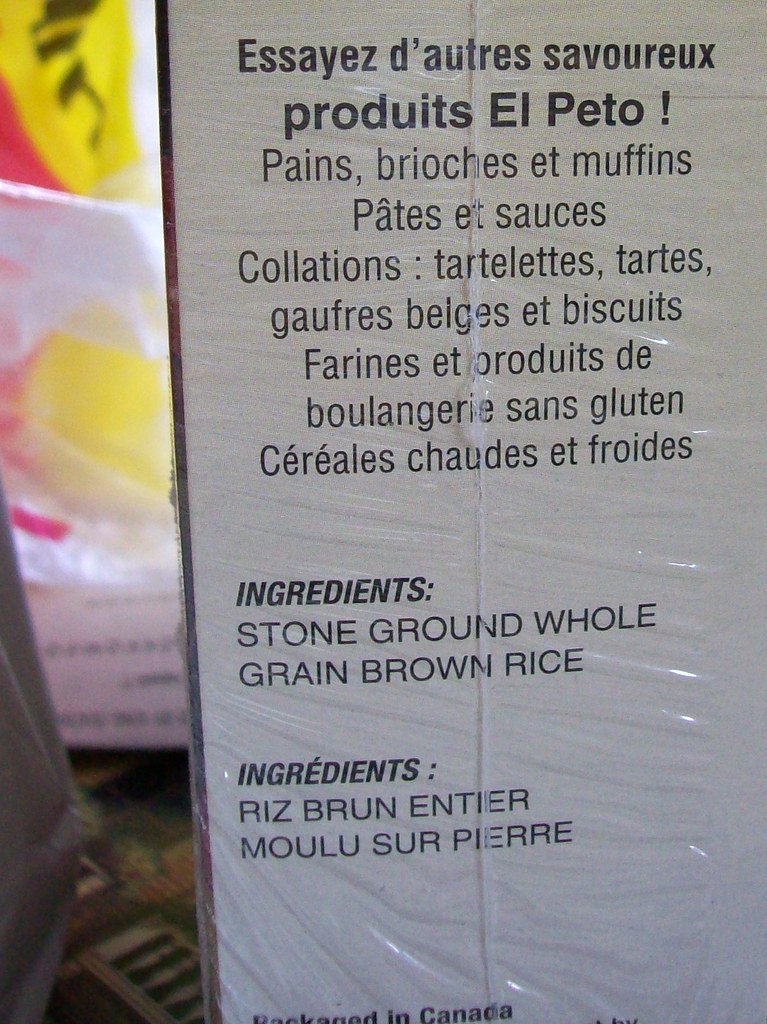 Essayez d'autres savoureux
produits El Peto !
Pains, brioches et muffins
Pâtes et sauces
Collations : tartelettes, tartes,
gaufres belges et biscuits
Farines et produits de
boulangerie sans gluten
Céréales chaudes et froides
INGREDIENTS:
STONE GROUND WHOLE
GRAIN BROWN RICE
INGRÉDIENTS :
RIZ BRUN ENTIER
MOULU SUR PIERRE
Packaged in Canada
by